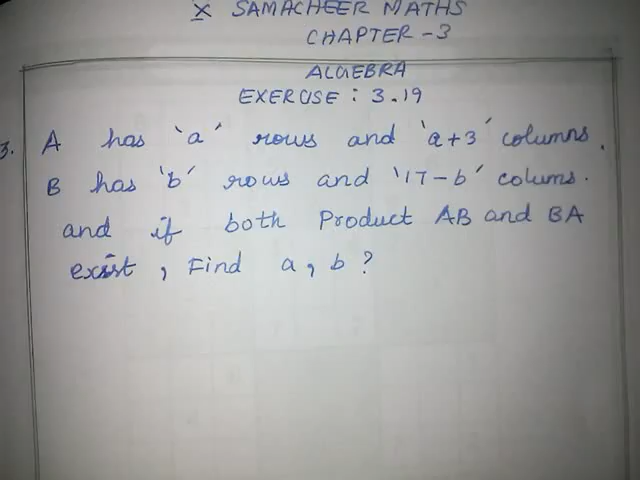 X SAMACHEER MATHS
CHAPTER-3
ALGEBRA
EXERCISE : 3.19
3. A has 'a' rows and 'a+3' columns.
B has 'b' rows and '17-b' colums.
and if both Product AB and BA
exist, Find a, b?